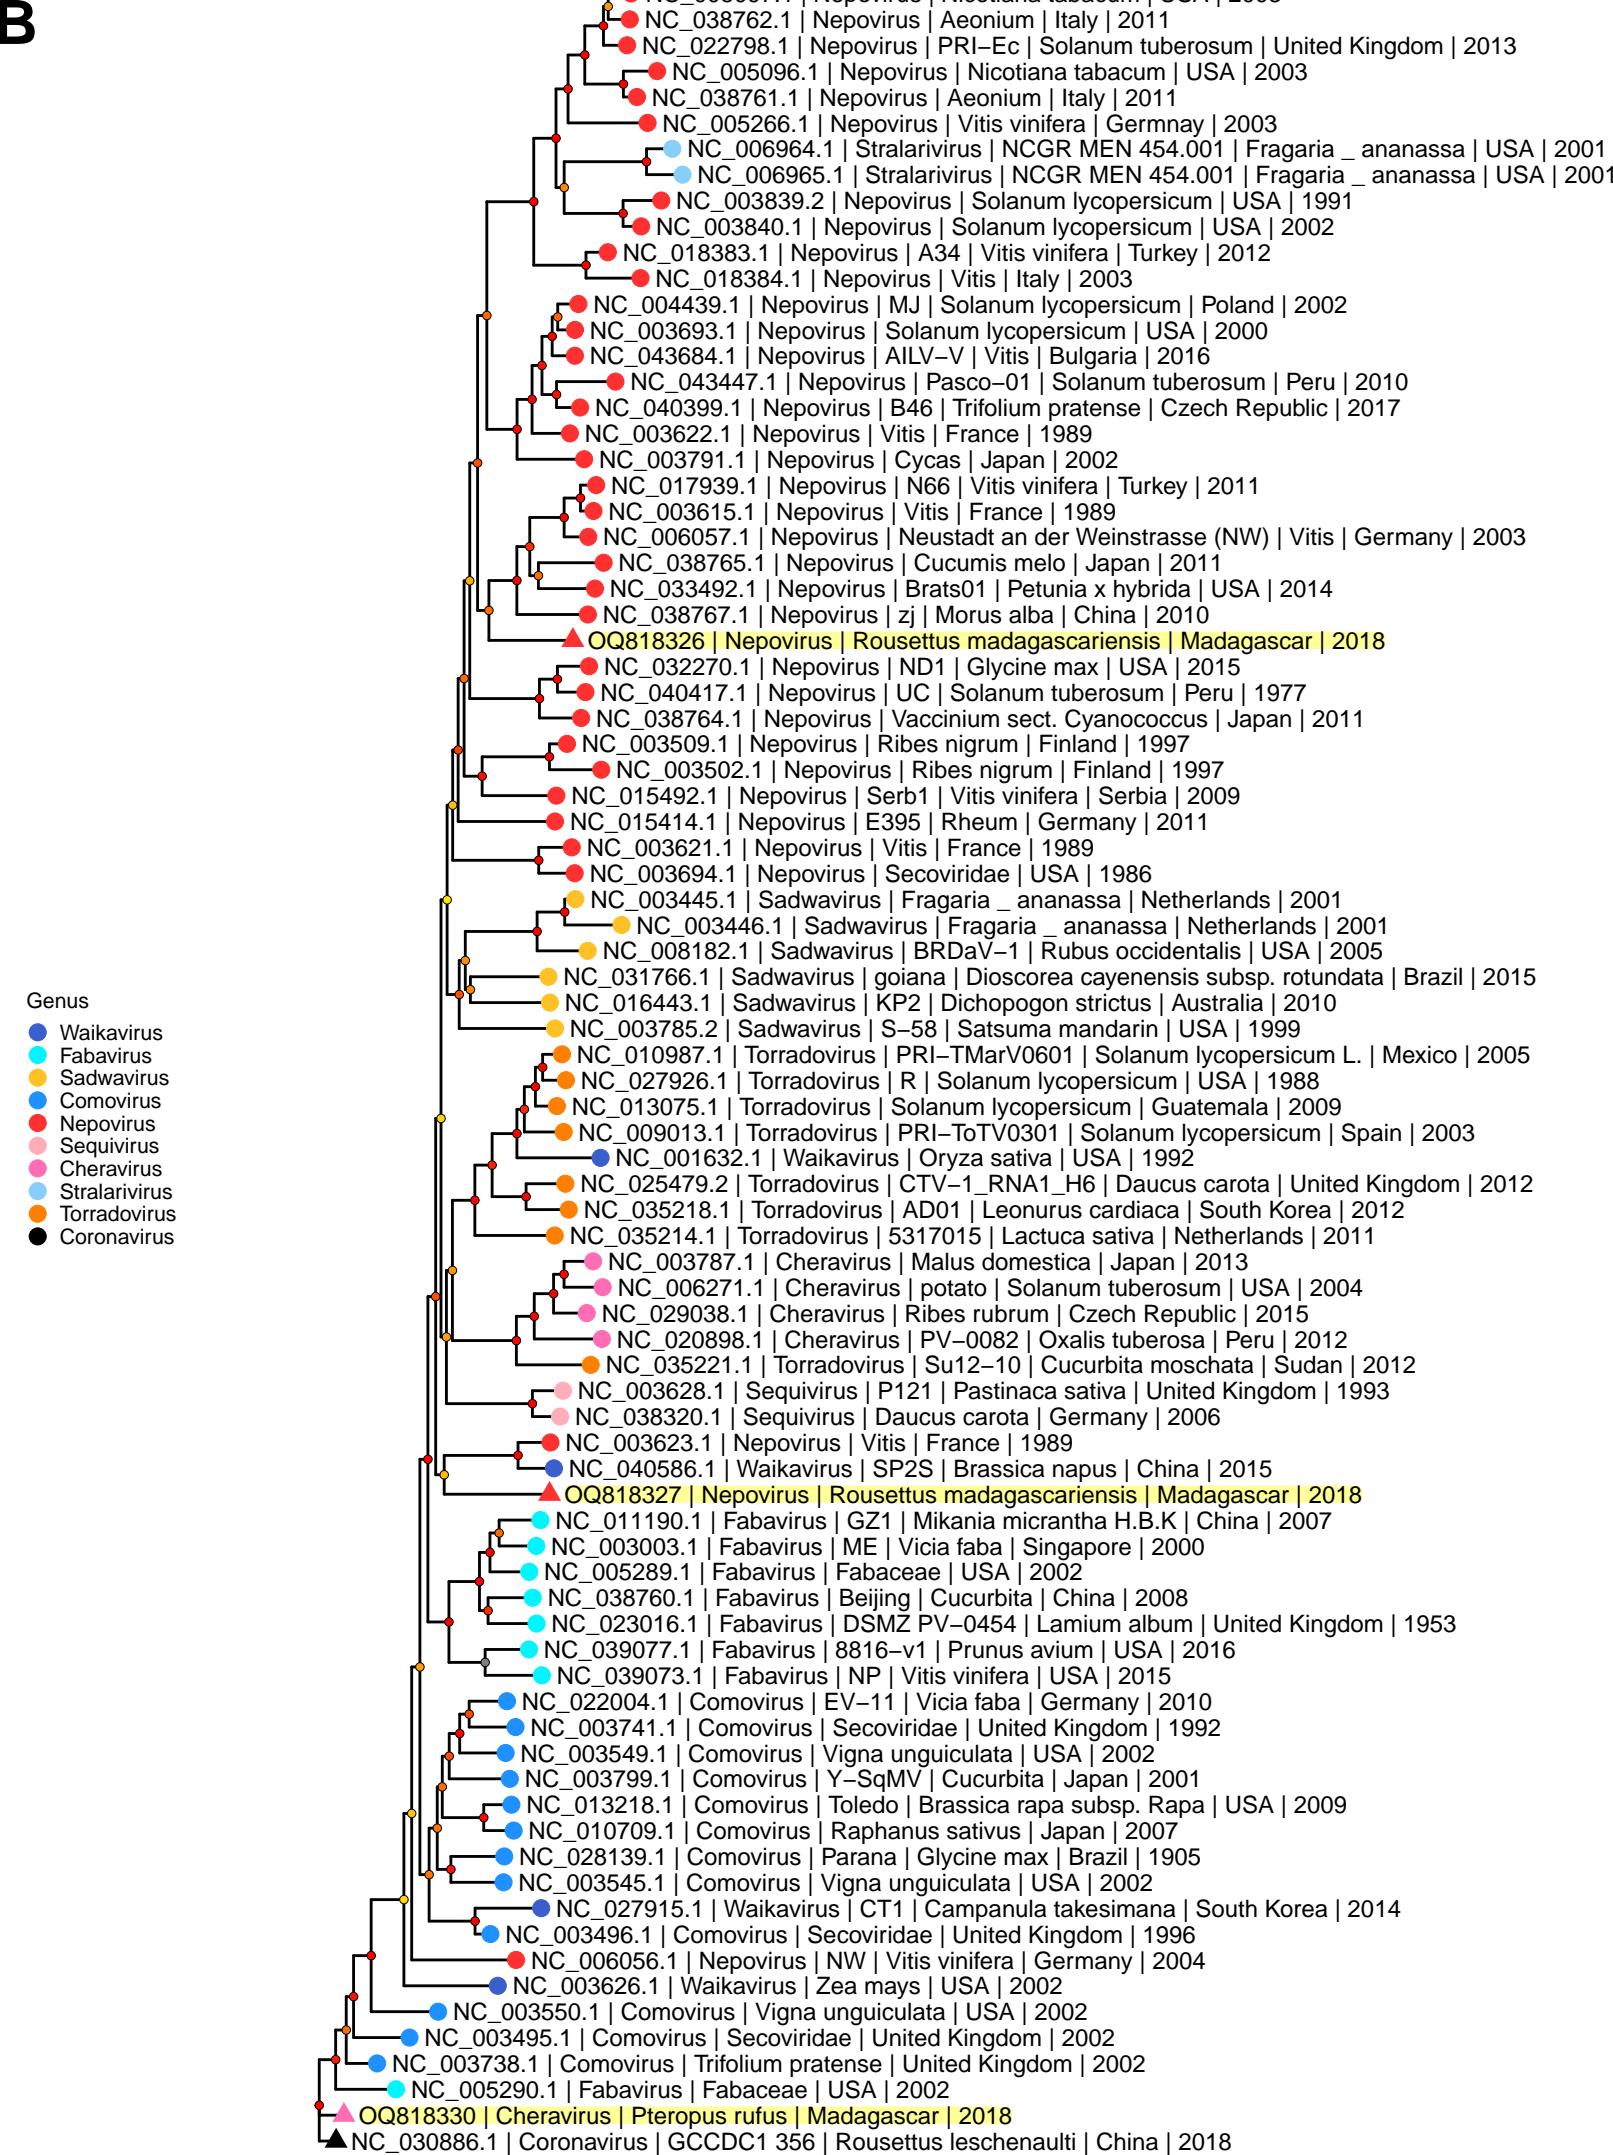 B
NC_038762.1 | Nepovirus | Aeonium | Italy | 2011
NC_022798.1 | Nepovirus | PRI−Ec | Solanum tuberosum | United Kingdom | 2013
NC_005096.1 | Nepovirus | Nicotiana tabacum | USA | 2003
NC_038761.1 | Nepovirus | Aeonium | Italy | 2011
NC_005266.1 | Nepovirus | Vitis vinifera | Germnay | 2003
NC_006964.1 | Stralarivirus | NCGR MEN 454.001 | Fragaria _ ananassa | USA | 2001
NC_006965.1 | Stralarivirus | NCGR MEN 454.001 | Fragaria _ ananassa | USA | 2001
NC_003839.2 | Nepovirus | Solanum lycopersicum | USA | 1991
NC_003840.1 | Nepovirus | Solanum lycopersicum | USA | 2002
NC_018383.1 | Nepovirus | A34 | Vitis vinifera | Turkey | 2012
NC_018384.1 | Nepovirus | Vitis | Italy | 2003
NC_004439.1 | Nepovirus | MJ | Solanum lycopersicum | Poland | 2002
NC_003693.1 | Nepovirus | Solanum lycopersicum | USA | 2000
NC_043684.1 | Nepovirus | AILV−V | Vitis | Bulgaria | 2016
NC_043447.1 | Nepovirus | Pasco−01 | Solanum tuberosum | Peru | 2010
NC_040399.1 | Nepovirus | B46 | Trifolium pratense | Czech Republic | 2017
NC_003622.1 | Nepovirus | Vitis | France | 1989
NC_003791.1 | Nepovirus | Cycas | Japan | 2002
NC_017939.1 | Nepovirus | N66 | Vitis vinifera | Turkey | 2011
NC_003615.1 | Nepovirus | Vitis | France | 1989
NC_006057.1 | Nepovirus | Neustadt an der Weinstrasse (NW) | Vitis | Germany | 2003
NC_038765.1 | Nepovirus | Cucumis melo | Japan | 2011
NC_033492.1 | Nepovirus | Brats01 | Petunia x hybrida | USA | 2014
NC_038767.1 | Nepovirus | zj | Morus alba | China | 2010
OQ818326 | Nepovirus | Rousettus madagascariensis | Madagascar | 2018
NC_032270.1 | Nepovirus | ND1 | Glycine max | USA | 2015
NC_040417.1 | Nepovirus | UC | Solanum tuberosum | Peru | 1977
NC_038764.1 | Nepovirus | Vaccinium sect. Cyanococcus | Japan | 2011
NC_003509.1 | Nepovirus | Ribes nigrum | Finland | 1997
NC_003502.1 | Nepovirus | Ribes nigrum | Finland | 1997
NC_015492.1 | Nepovirus | Serb1 | Vitis vinifera | Serbia | 2009
NC_015414.1 | Nepovirus | E395 | Rheum | Germany | 2011
NC_003621.1 | Nepovirus | Vitis | France | 1989
NC_003694.1 | Nepovirus | Secoviridae | USA | 1986
NC_003445.1 | Sadwavirus | Fragaria _ ananassa | Netherlands | 2001
NC_003446.1 | Sadwavirus | Fragaria _ ananassa | Netherlands | 2001
NC_008182.1 | Sadwavirus | BRDaV−1 | Rubus occidentalis | USA | 2005
NC_031766.1 | Sadwavirus | goiana | Dioscorea cayenensis subsp. rotundata | Brazil | 2015
NC_016443.1 | Sadwavirus | KP2 | Dichopogon strictus | Australia | 2010
NC_003785.2 | Sadwavirus | S−58 | Satsuma mandarin | USA | 1999
NC_010987.1 | Torradovirus | PRI−TMarV0601 | Solanum lycopersicum L. | Mexico | 2005
NC_027926.1 | Torradovirus | R | Solanum lycopersicum | USA | 1988
NC_013075.1 | Torradovirus | Solanum lycopersicum | Guatemala | 2009
NC_009013.1 | Torradovirus | PRI−ToTV0301 | Solanum lycopersicum | Spain | 2003
NC_001632.1 | Waikavirus | Oryza sativa | USA | 1992
NC_025479.2 | Torradovirus | CTV−1_RNA1_H6 | Daucus carota | United Kingdom | 2012
NC_035218.1 | Torradovirus | AD01 | Leonurus cardiaca | South Korea | 2012
NC_035214.1 | Torradovirus | 5317015 | Lactuca sativa | Netherlands | 2011
NC_003787.1 | Cheravirus | Malus domestica | Japan | 2013
NC_006271.1 | Cheravirus | potato | Solanum tuberosum | USA | 2004
NC_029038.1 | Cheravirus | Ribes rubrum | Czech Republic | 2015
NC_020898.1 | Cheravirus | PV−0082 | Oxalis tuberosa | Peru | 2012
NC_035221.1 | Torradovirus | Su12−10 | Cucurbita moschata | Sudan | 2012
NC_003628.1 | Sequivirus | P121 | Pastinaca sativa | United Kingdom | 1993
NC_038320.1 | Sequivirus | Daucus carota | Germany | 2006
NC_003623.1 | Nepovirus | Vitis | France | 1989
NC_040586.1 | Waikavirus | SP2S | Brassica napus | China | 2015
OQ818327 | Nepovirus | Rousettus madagascariensis | Madagascar | 2018
NC_011190.1 | Fabavirus | GZ1 | Mikania micrantha H.B.K | China | 2007
NC_003003.1 | Fabavirus | ME | Vicia faba | Singapore | 2000
NC_005289.1 | Fabavirus | Fabaceae | USA | 2002
NC_038760.1 | Fabavirus | Beijing | Cucurbita | China | 2008
NC_023016.1 | Fabavirus | DSMZ PV−0454 | Lamium album | United Kingdom | 1953
NC_039077.1 | Fabavirus | 8816−v1 | Prunus avium | USA | 2016
NC_039073.1 | Fabavirus | NP | Vitis vinifera | USA | 2015
NC_022004.1 | Comovirus | EV−11 | Vicia faba | Germany | 2010
NC_003741.1 | Comovirus | Secoviridae | United Kingdom | 1992
NC_003549.1 | Comovirus | Vigna unguiculata | USA | 2002
NC_003799.1 | Comovirus | Y−SqMV | Cucurbita | Japan | 2001
NC_013218.1 | Comovirus | Toledo | Brassica rapa subsp. Rapa | USA | 2009
NC_010709.1 | Comovirus | Raphanus sativus | Japan | 2007
NC_028139.1 | Comovirus | Parana | Glycine max | Brazil | 1905
NC_003545.1 | Comovirus | Vigna unguiculata | USA | 2002
NC_027915.1 | Waikavirus | CT1 | Campanula takesimana | South Korea | 2014
NC_003496.1 | Comovirus | Secoviridae | United Kingdom | 1996
NC_006056.1 | Nepovirus | NW | Vitis vinifera | Germany | 2004
NC_003626.1 | Waikavirus | Zea mays | USA | 2002
NC_003550.1 | Comovirus | Vigna unguiculata | USA | 2002
NC_003495.1 | Comovirus | Secoviridae | United Kingdom | 2002
NC_003738.1 | Comovirus | Trifolium pratense | United Kingdom | 2002
NC_005290.1 | Fabavirus | Fabaceae | USA | 2002
OQ818330 | Cheravirus | Pteropus rufus | Madagascar | 2018
NC_030886.1 | Coronavirus | GCCDC1 356 | Rousettus leschenaulti | China | 2018
Genus
Waikavirus
Fabavirus
Sadwavirus
Comovirus
Nepovirus
Sequivirus
Cheravirus
Stralarivirus
Torradovirus
Coronavirus